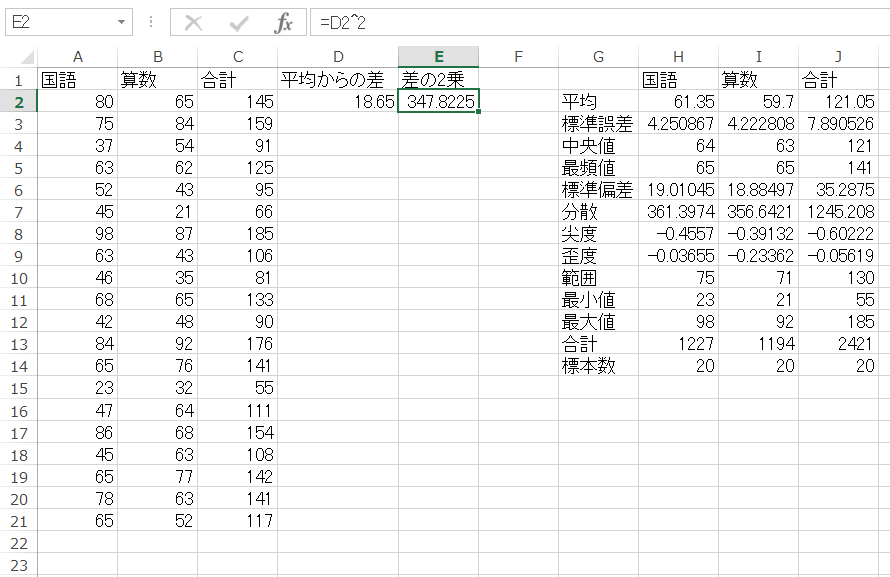 E2 fx =D2^2
A B C D E F G H I J
1 国語 算数 合計 平均からの差 差の2乗 国語 算数 合計
2 80 65 145 18.65 347.8225 平均 61.35 59.7 121.05
3 75 84 159 標準誤差 4.250867 4.222808 7.890526
4 37 54 91 中央値 64 63 121
5 63 62 125 最頻値 65 65 141
6 52 43 95 標準偏差 19.01045 18.88497 35.2875
7 45 21 66 分散 361.3974 356.6421 1245.208
8 98 87 185 尖度 -0.4557 -0.39132 -0.60222
9 63 43 106 歪度 -0.03655 -0.23362 -0.05619
10 46 35 81 範囲 75 71 130
11 68 65 133 最小値 23 21 55
12 42 48 90 最大値 98 92 185
13 84 92 176 合計 1227 1194 2421
14 65 76 141 標本数 20 20 20
15 23 32 55
16 47 64 111
17 86 68 154
18 45 63 108
19 65 77 142
20 78 63 141
21 65 52 117
22
23